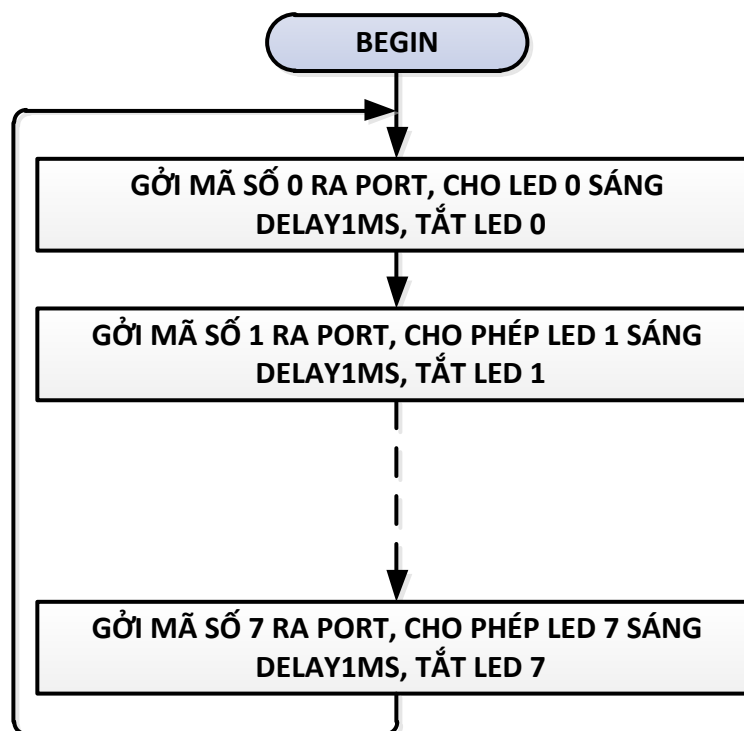 BEGIN
GỞI MÃ SỐ 0 RA PORT, CHO LED 0 SÁNG
DELAY1MS, TẮT LED 0
GỞI MÃ SỐ 1 RA PORT, CHO PHÉP LED 1 SÁNG
DELAY1MS, TẮT LED 1
GỞI MÃ SỐ 7 RA PORT, CHO PHÉP LED 7 SÁNG
DELAY1MS, TẮT LED 7